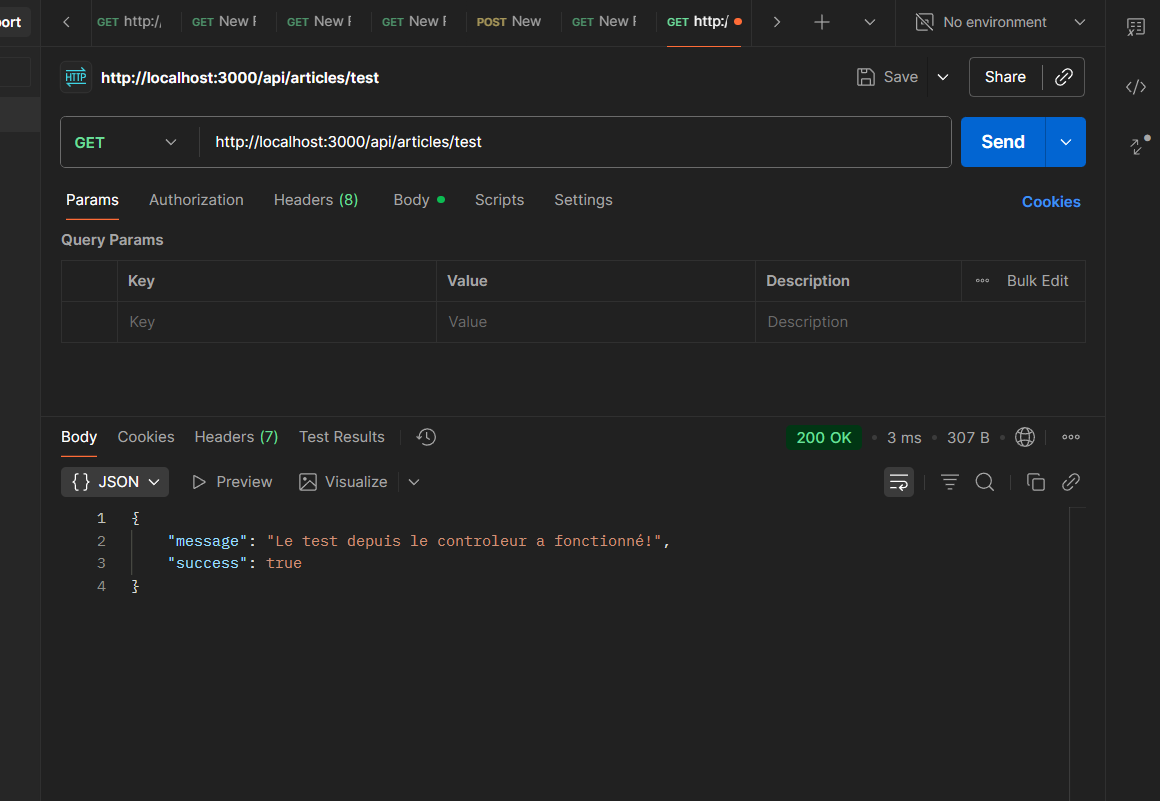 ort GET http:/ GET New GET New GET New POST New GET New GET http:/ No environment
http://localhost:3000/api/articles/test Save Share
GET http://localhost:3000/api/articles/test Send
Params Authorization Headers (8) Body Scripts Settings Cookies
Query Params
Key Value Description Bulk Edit
Key Value Description
Body Cookies Headers (7) Test Results 200 OK 3 ms 307 B
{} JSON Preview Visualize
1 {
2 "message": "Le test depuis le controleur a fonctionné!",
3 "success": true
4 }